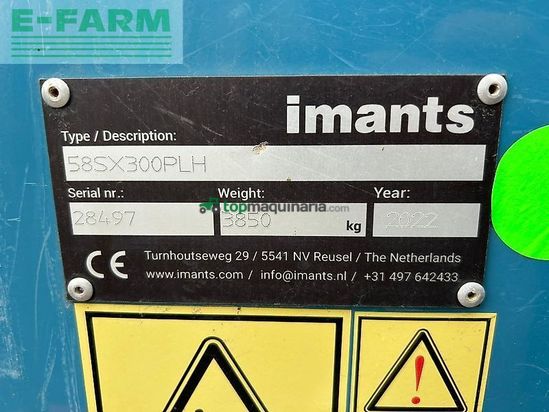 E-FARM
imants
Type / Description:
58SX300PLH
Serial nr.: Weight: Year:
28497 3850 kg 2022
topmaquinaria.com
Turnhoutseweg 29 / 5541 NV Reusel / The Netherlands
CE www.imants.com / info@imants.nl / +31 497 642433